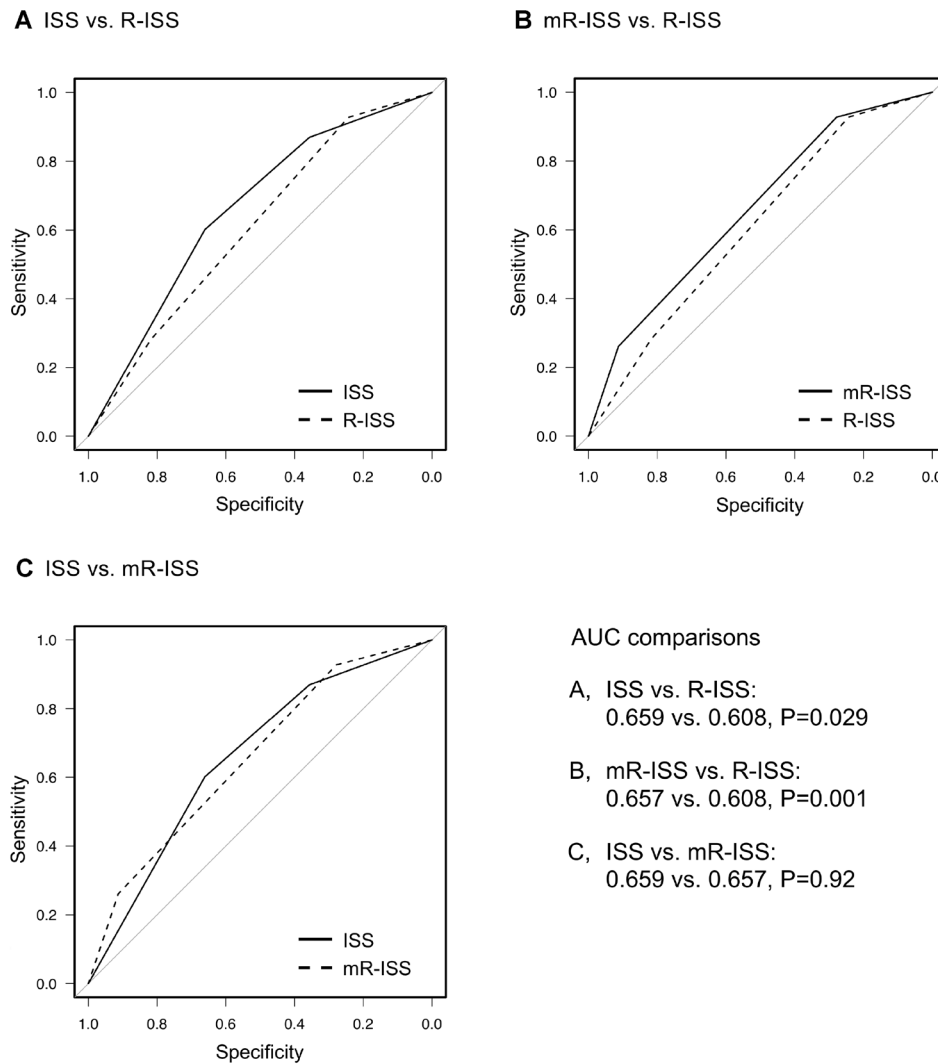 A ISS vs. R-ISS
1.0
0.8
0.6
0.4
0.2
0.0
Sensitivity
ISS
R-ISS
1.0 0.8 0.6 0.4 0.2 0.0
Specificity
B mR-ISS vs. R-ISS
1.0
0.8
0.6
0.4
0.2
0.0
Sensitivity
mR-ISS
R-ISS
1.0 0.8 0.6 0.4 0.2 0.0
Specificity
C ISS vs. mR-ISS
1.0
0.8
0.6
0.4
0.2
0.0
Sensitivity
ISS
mR-ISS
1.0 0.8 0.6 0.4 0.2 0.0
Specificity
AUC comparisons
A, ISS vs. R-ISS:
0.659 vs. 0.608, P=0.029
B, mR-ISS vs. R-ISS:
0.657 vs. 0.608, P=0.001
C, ISS vs. mR-ISS:
0.659 vs. 0.657, P=0.92